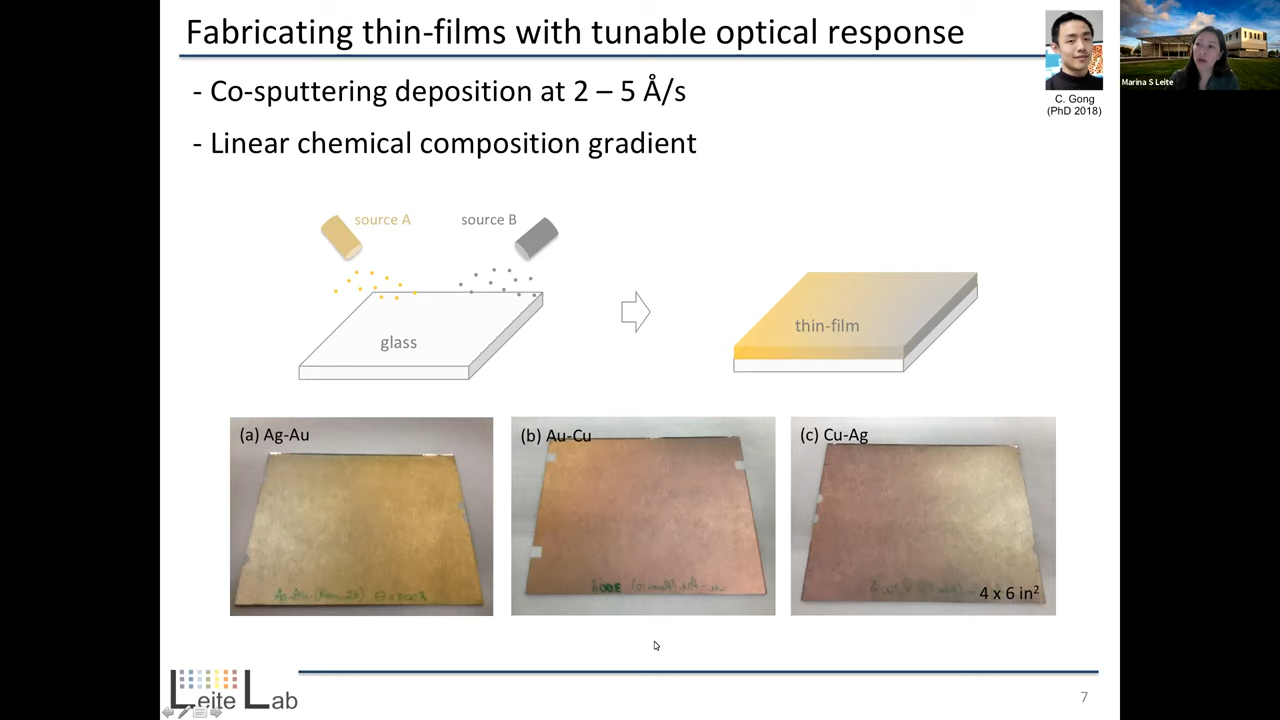 Fabricating thin-films with tunable optical response
Marina S Leite
C. Gong
(PhD 2018)
- Co-sputtering deposition at 2 – 5 Å/s
- Linear chemical composition gradient
source A
source B
glass
thin-film
(a) Ag-Au
(b) Au-Cu
(c) Cu-Ag
4 x 6 in²
Leite Lab
7